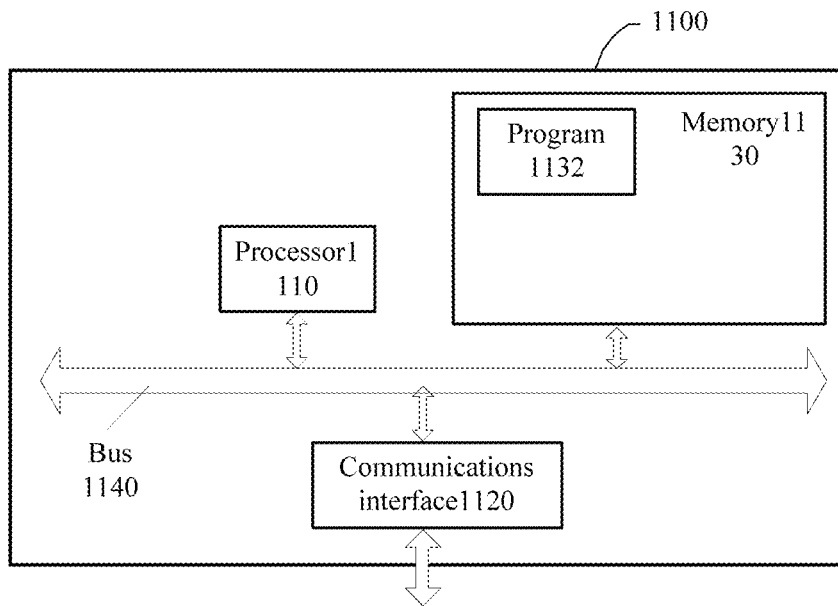 1100
Program
1132
Memory11
30
Processor1
110
Bus
1140
Communications
interface1120